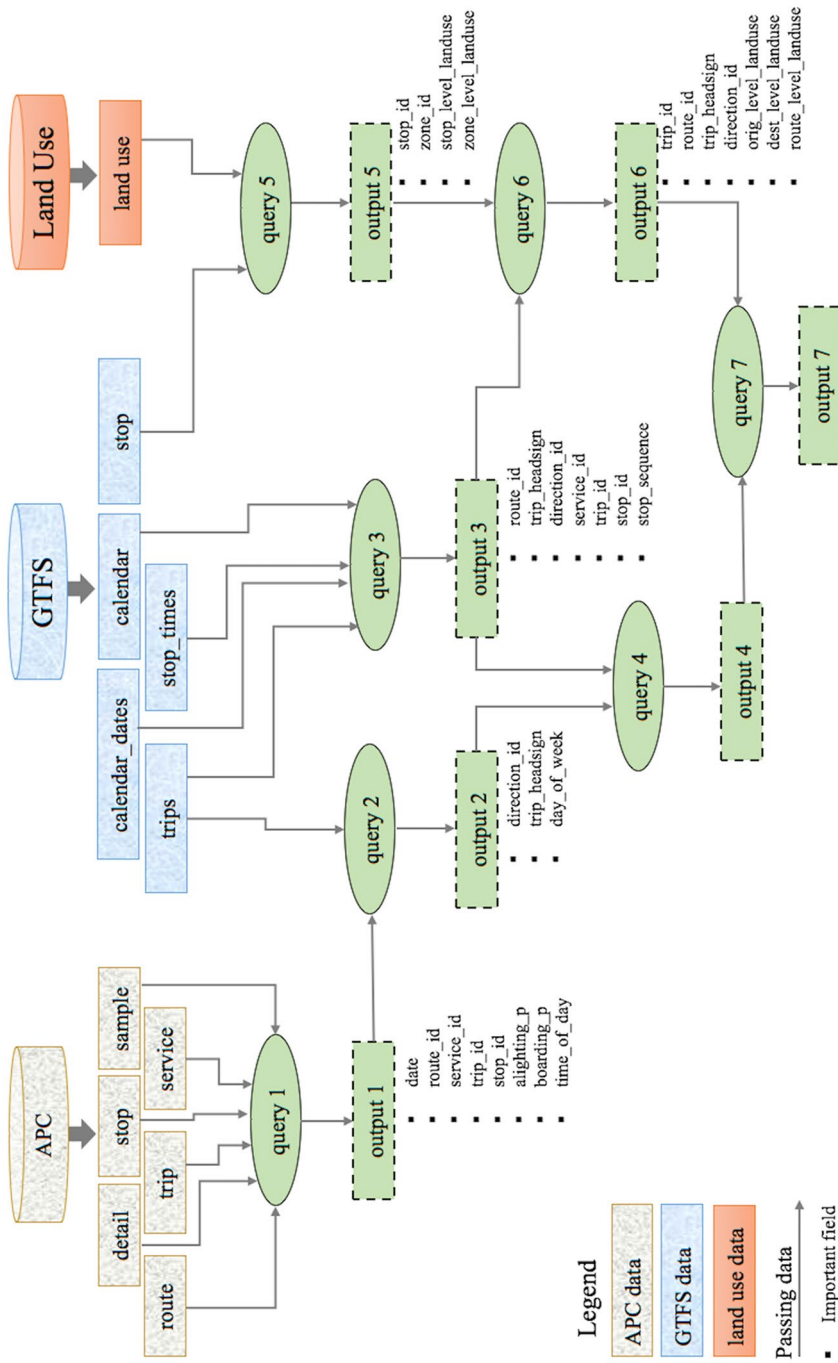 APC
GTFS
Land Use
detail
stop
sample
route
trip
service
calendar_dates
calendar
stop
trips
stop_times
land use
query 1
query 2
query 3
query 5
output 1
▪ date
▪ route_id
▪ service_id
▪ trip_id
▪ stop_id
▪ alighting_p
▪ boarding_p
▪ time_of_day
output 2
▪ direction_id
▪ trip_headsign
▪ day_of_week
output 3
▪ route_id
▪ trip_headsign
▪ direction_id
▪ service_id
▪ trip_id
▪ stop_id
▪ stop_sequence
output 5
▪ stop_id
▪ zone_id
▪ stop_level_landuse
▪ zone_level_landuse
query 4
query 6
output 4
output 6
▪ trip_id
▪ route_id
▪ trip_headsign
▪ direction_id
▪ orig_level_landuse
▪ dest_level_landuse
▪ route_level_landuse
query 7
output 7
Legend
APC data
GTFS data
land use data
Passing data
▪ Important field